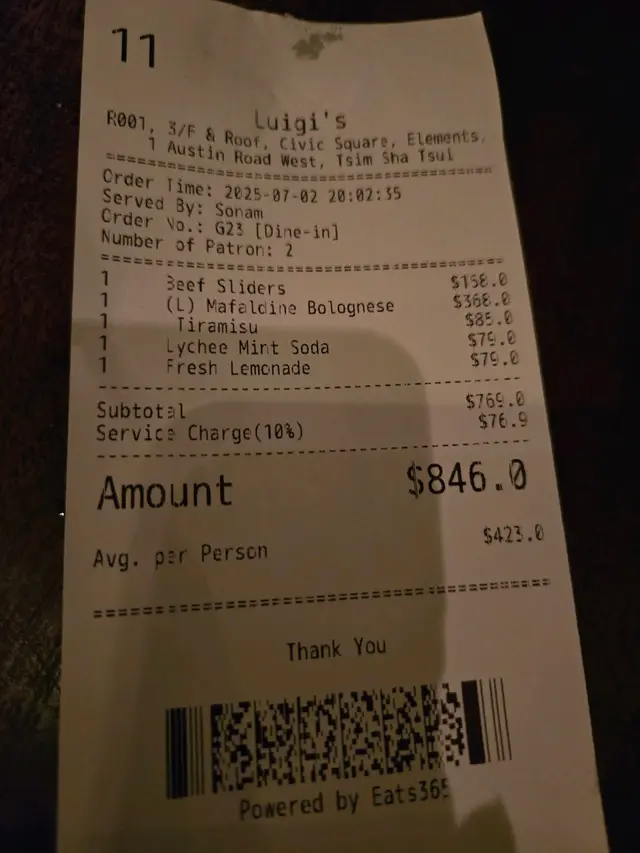 11
Luigi's
R001, 3/F & Roof, Civic Square, Elements,
1 Austin Road West, Tsim Sha Tsui
Order Time: 2025-07-02 20:02:35
Served By: Sonam
Order No.: G23 [Dine-in]
Number of Patron: 2
1 Beef Sliders $158.0
1 (L) Mafaldine Bolognese $368.0
1 Tiramisu $85.0
1 Lychee Mint Soda $79.0
1 Fresh Lemonade $79.0
Subtotal $769.0
Service Charge(10%) $76.9
Amount $846.0
Avg. per Person $423.0
Thank You
Powered by Eats365